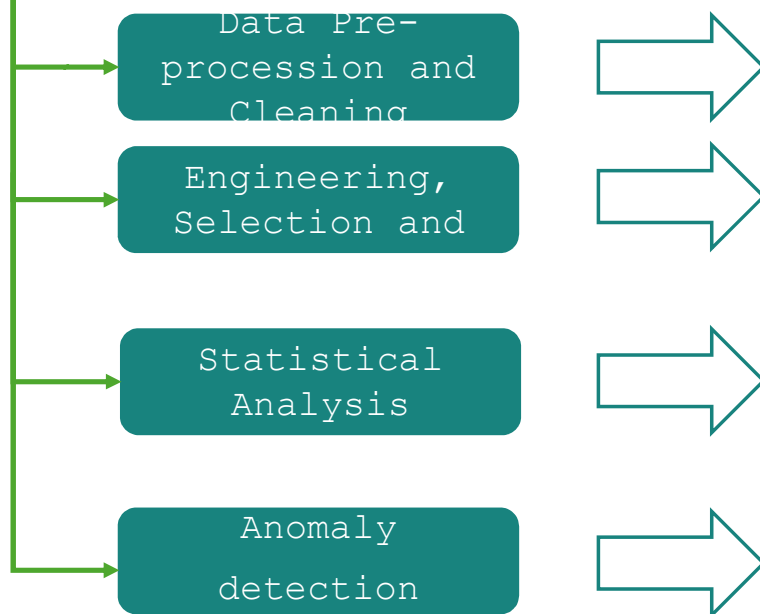 Data Pre-
procession and
Cleaning
Engineering,
Selection and
Statistical
Analysis
Anomaly
detection